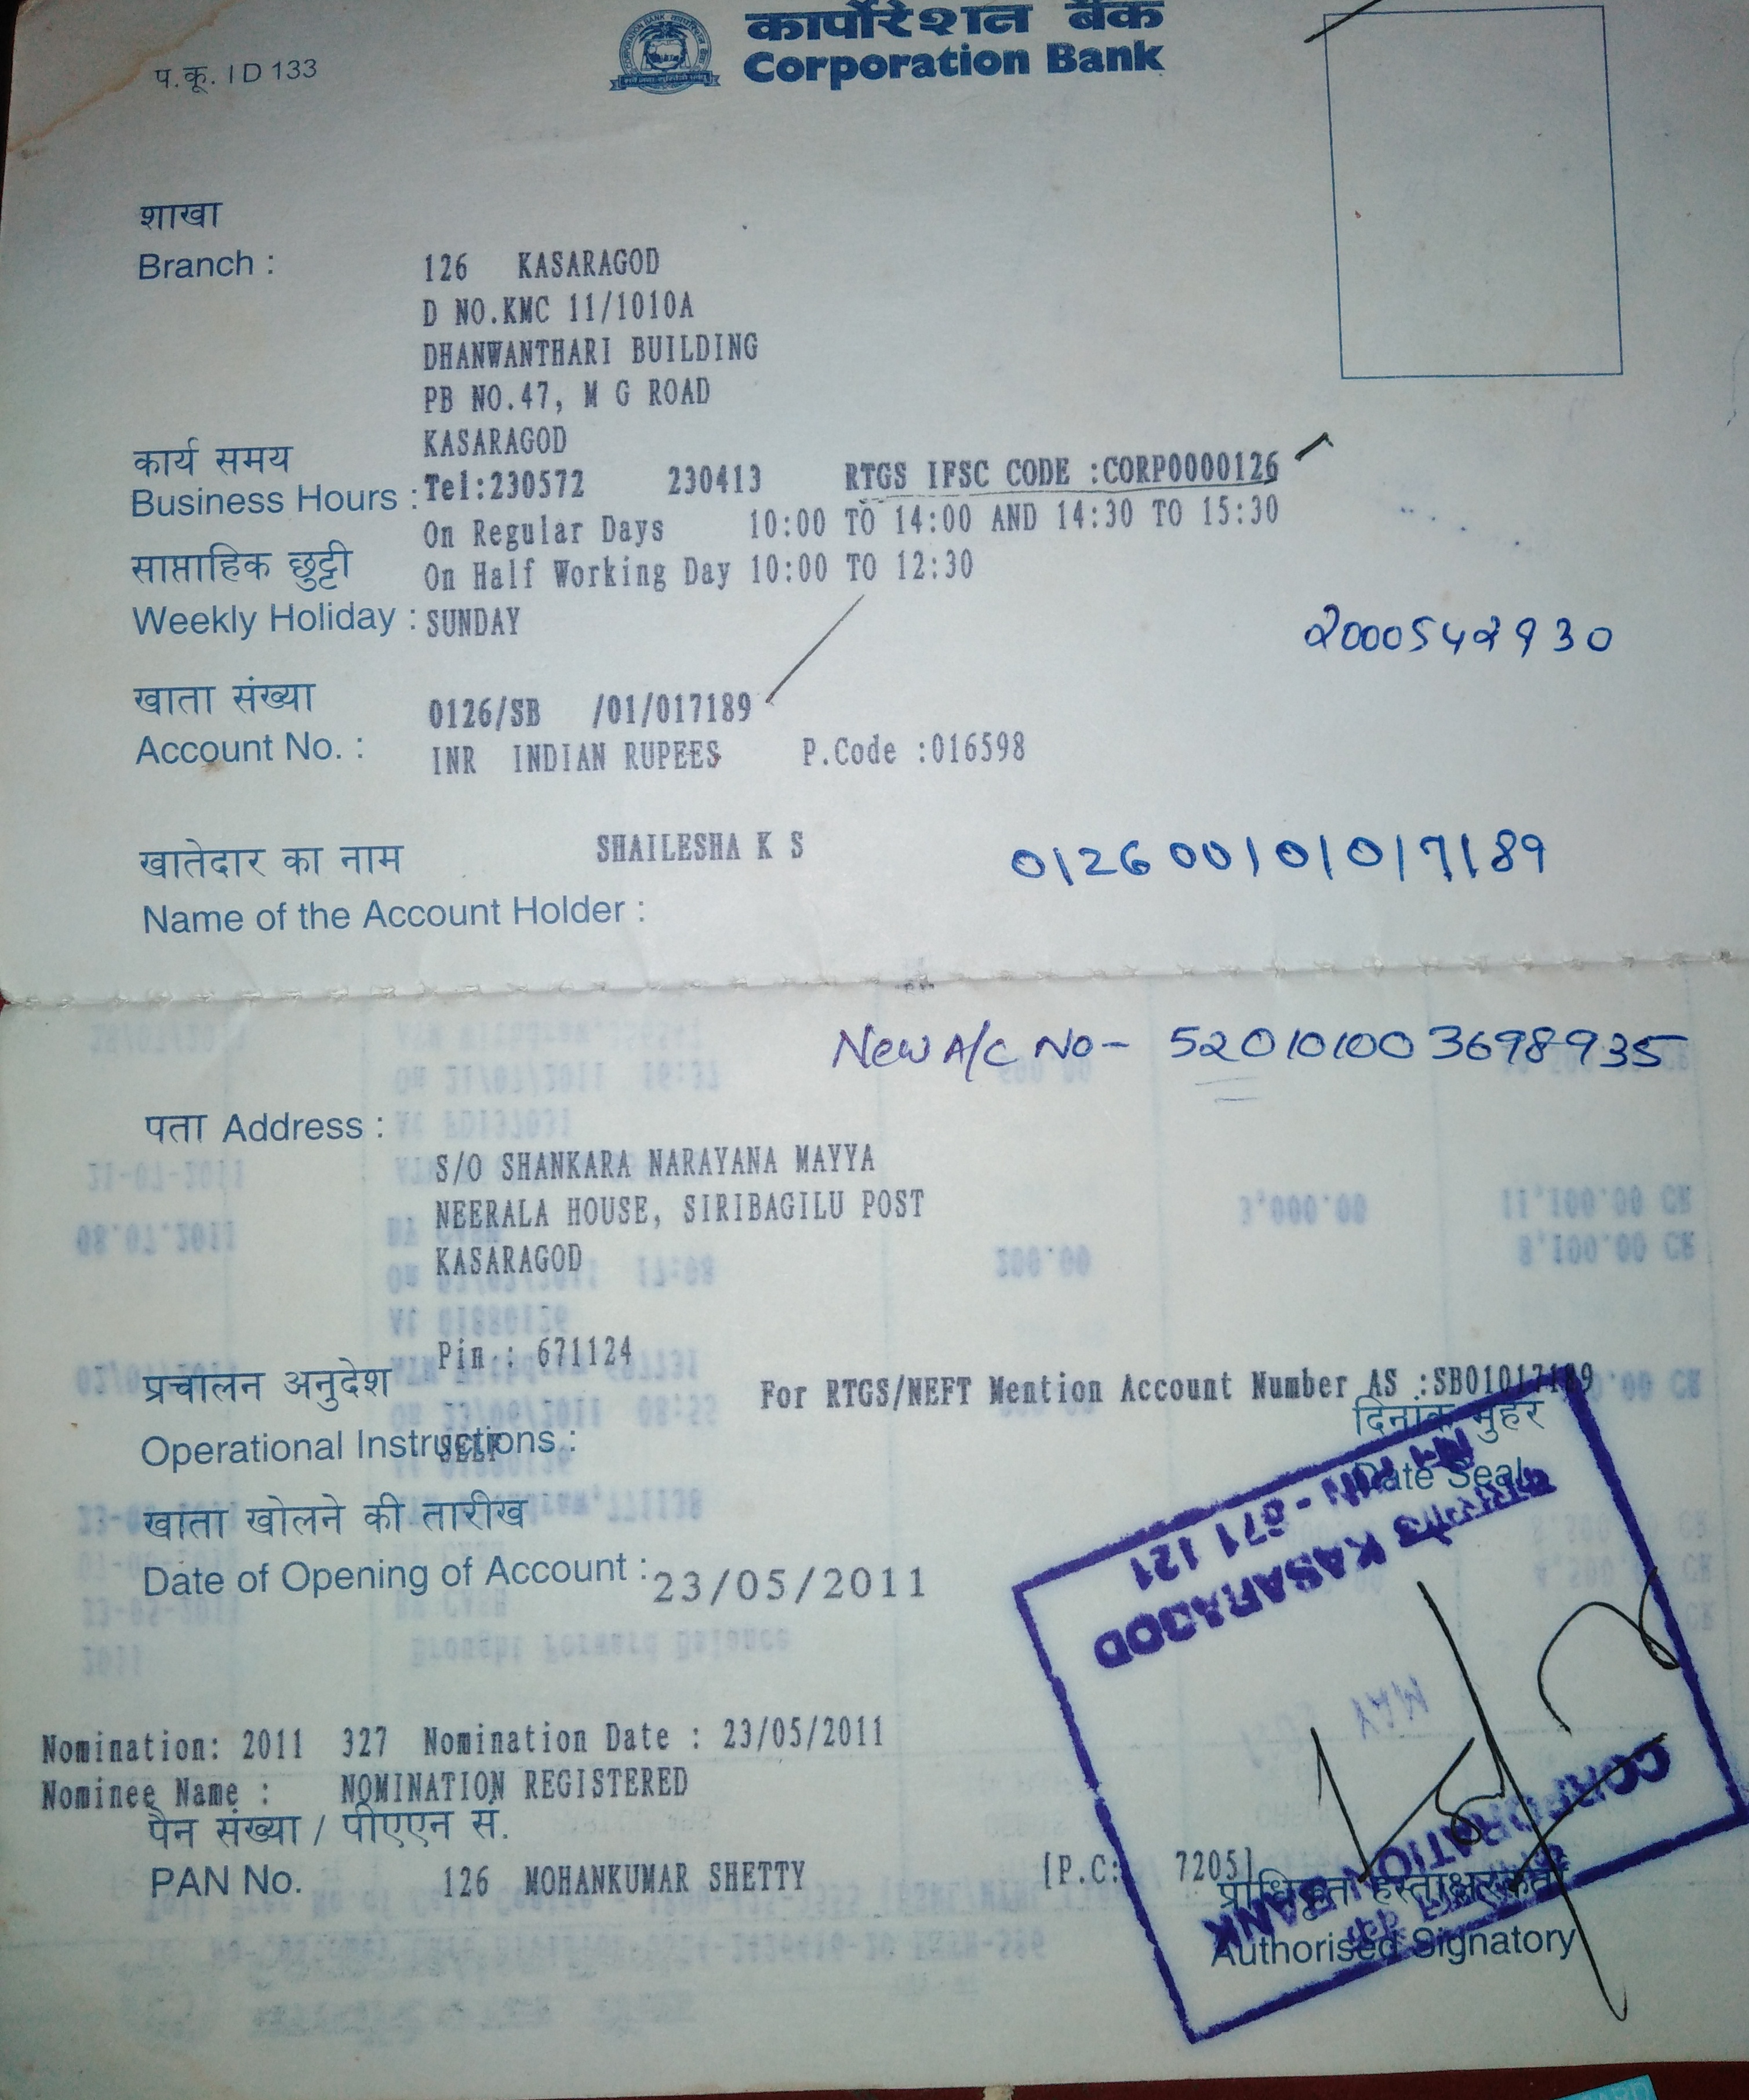 कार्पोरेशन बैंक
Corporation Bank
प.कू. ID 133
शाखा
Branch : 126 KASARAGOD
D NO.KMC 11/1010A
DHANWANTHARI BUILDING
PB NO.47, M G ROAD
KASARAGOD
कार्य समय
Business Hours : Tel:230572 230413 RTGS IFSC CODE :CORP0000126
On Regular Days 10:00 TO 14:00 AND 14:30 TO 15:30
साप्ताहिक छुट्टी
On Half Working Day 10:00 TO 12:30
Weekly Holiday : SUNDAY
खाता संख्या
0126/SB /01/017189
Account No. : INR INDIAN RUPEES P.Code :016598
खातेदार का नाम SHAILESHA K S
012600101017189
Name of the Account Holder :
New A/C No - 520101003698935
पता Address :
S/O SHANKARA NARAYANA MAYYA
NEERALA HOUSE, SIRIBAGILU POST
KASARAGOD
Pin : 671124
प्रचालन अनुदेश
For RTGS/NEFT Mention Account Number AS :SB01017189
दिनांक मुहर
Operational Instructions : SELF
Date Seal
खाता खोलने की तारीख
Date of Opening of Account : 23/05/2011
PIN - 671 121
KASARAGOD
MAY
CORPORATION BANK
Nomination: 2011 327 Nomination Date : 23/05/2011
Nominee Name : NOMINATION REGISTERED
पैन संख्या / पीएएन सं.
PAN No. 126 MOHANKUMAR SHETTY [P.C: 7205]
प्राधिकृत हस्ताक्षरकर्ता
Authorised Signatory